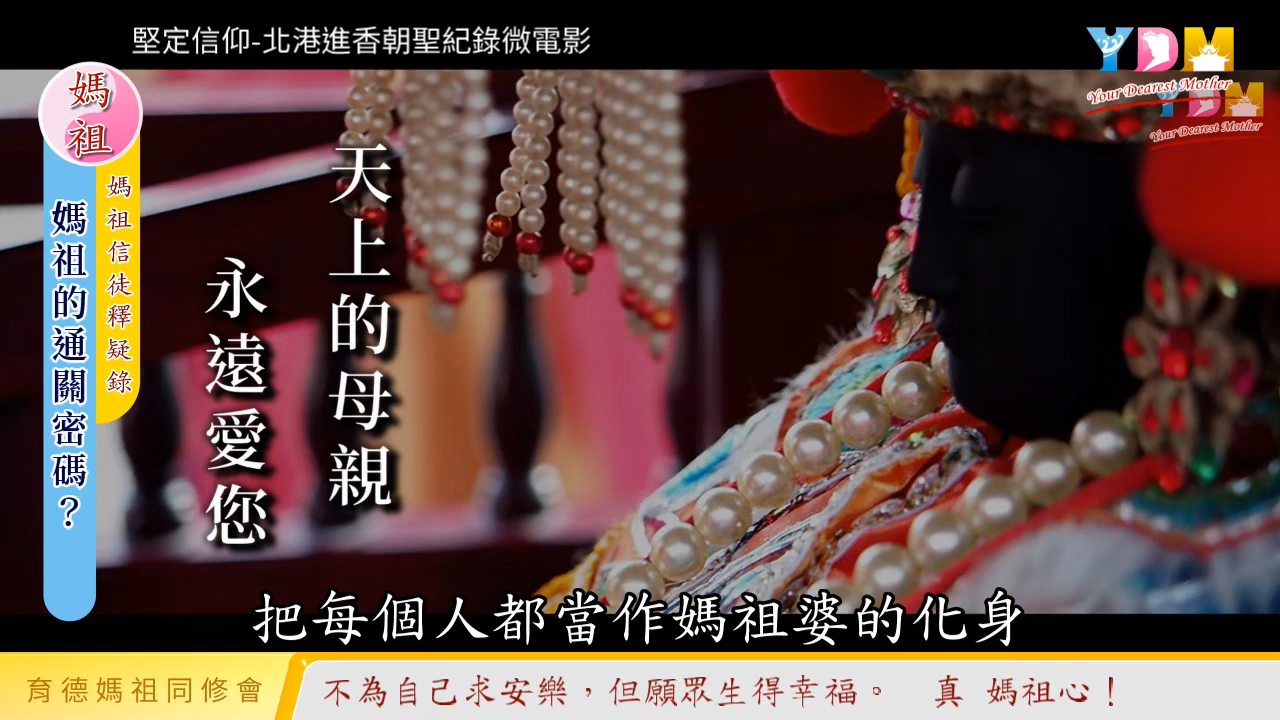 堅定信仰-北港進香朝聖紀錄微電影
YDM
Your Dearest Mother
YDM
Your Dearest Mother
媽祖
媽祖信徒釋疑錄
媽祖的通關密碼？
天上的母親
永遠愛您
把每個人都當作媽祖婆的化身
育德媽祖同修會
不為自己求安樂，但願眾生得幸福。 真 媽祖心！